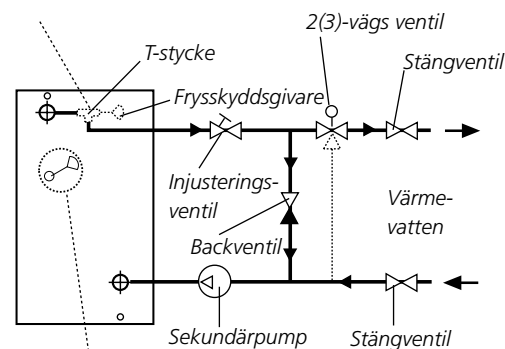 2(3)-vägs ventil
T-stycke
Stängventil
Frysskyddsgivare
Injusterings-
ventil
Värme-
vatten
Backventil
Sekundärpump
Stängventil